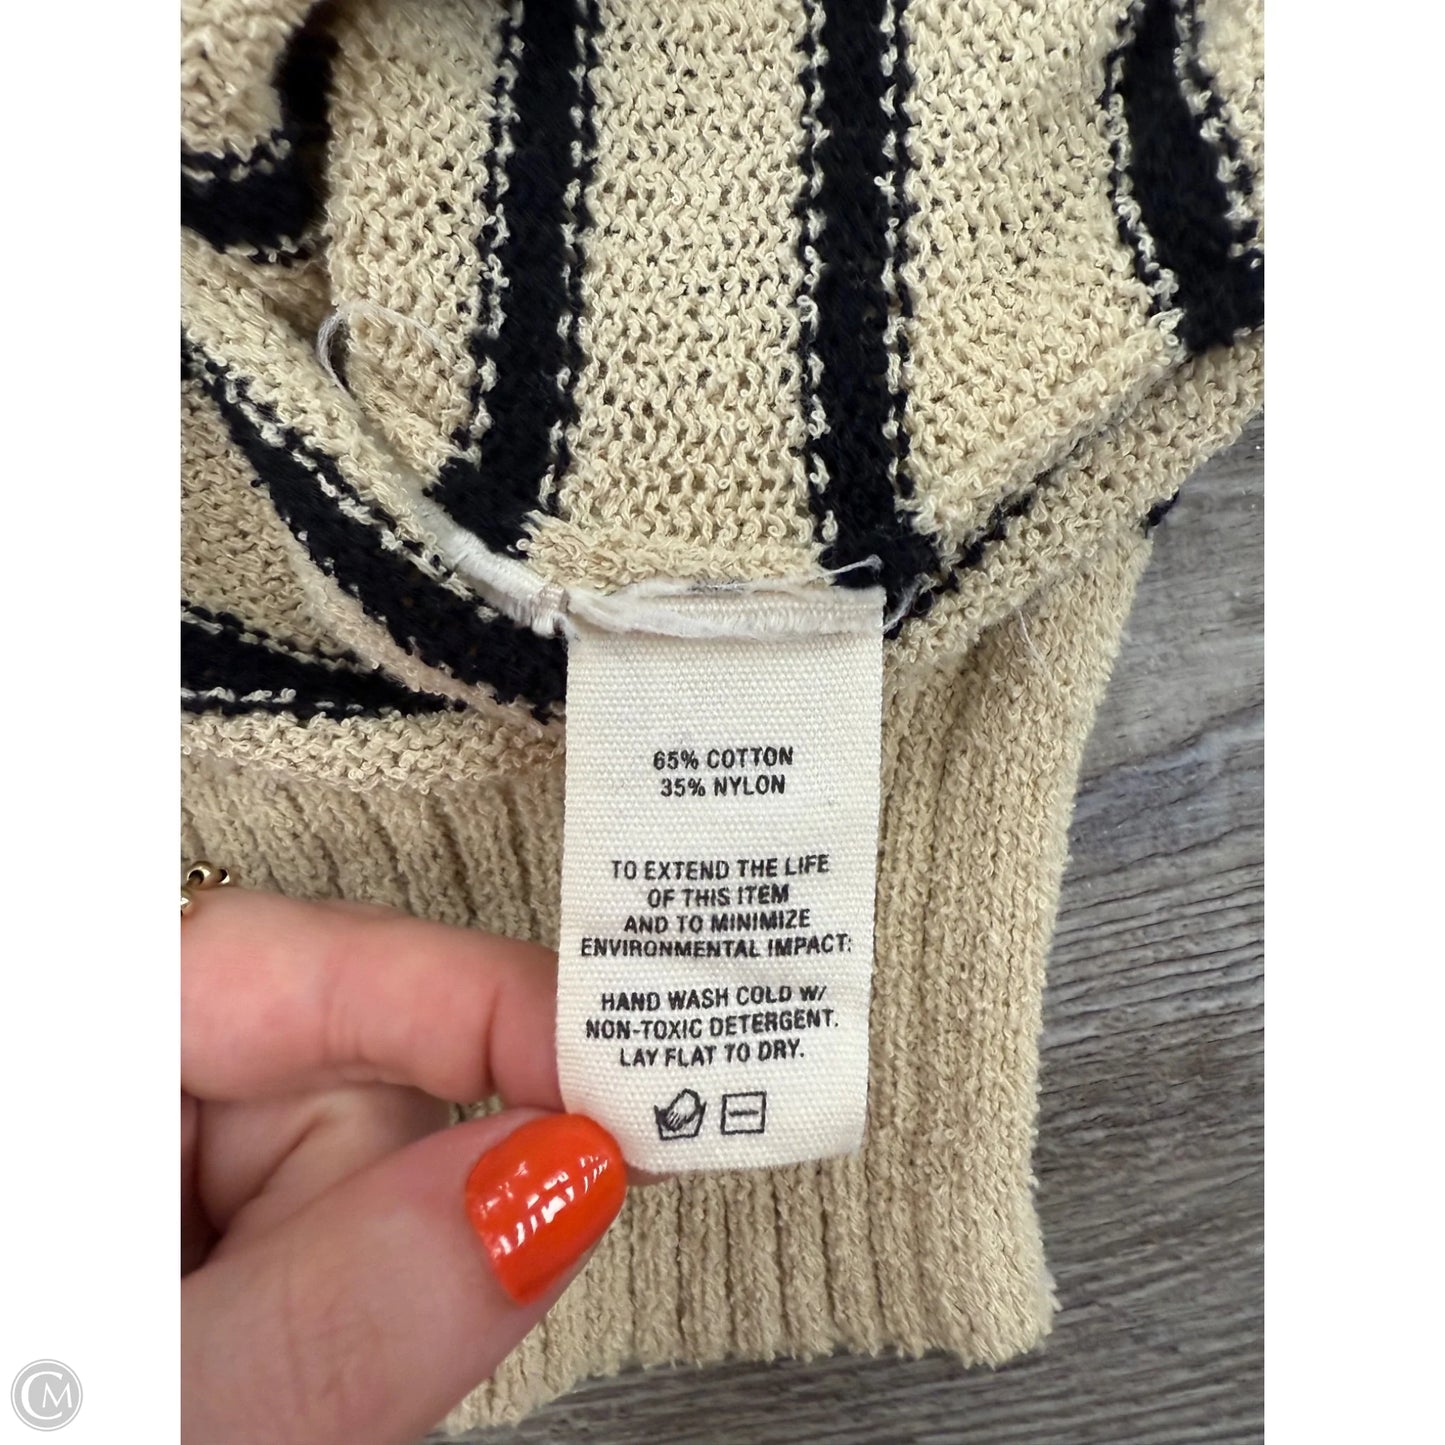 65% COTTON
35% NYLON
TO EXTEND THE LIFE
OF THIS ITEM
AND TO MINIMIZE
ENVIRONMENTAL IMPACT:
HAND WASH COLD W/
NON-TOXIC DETERGENT.
LAY FLAT TO DRY.
CM